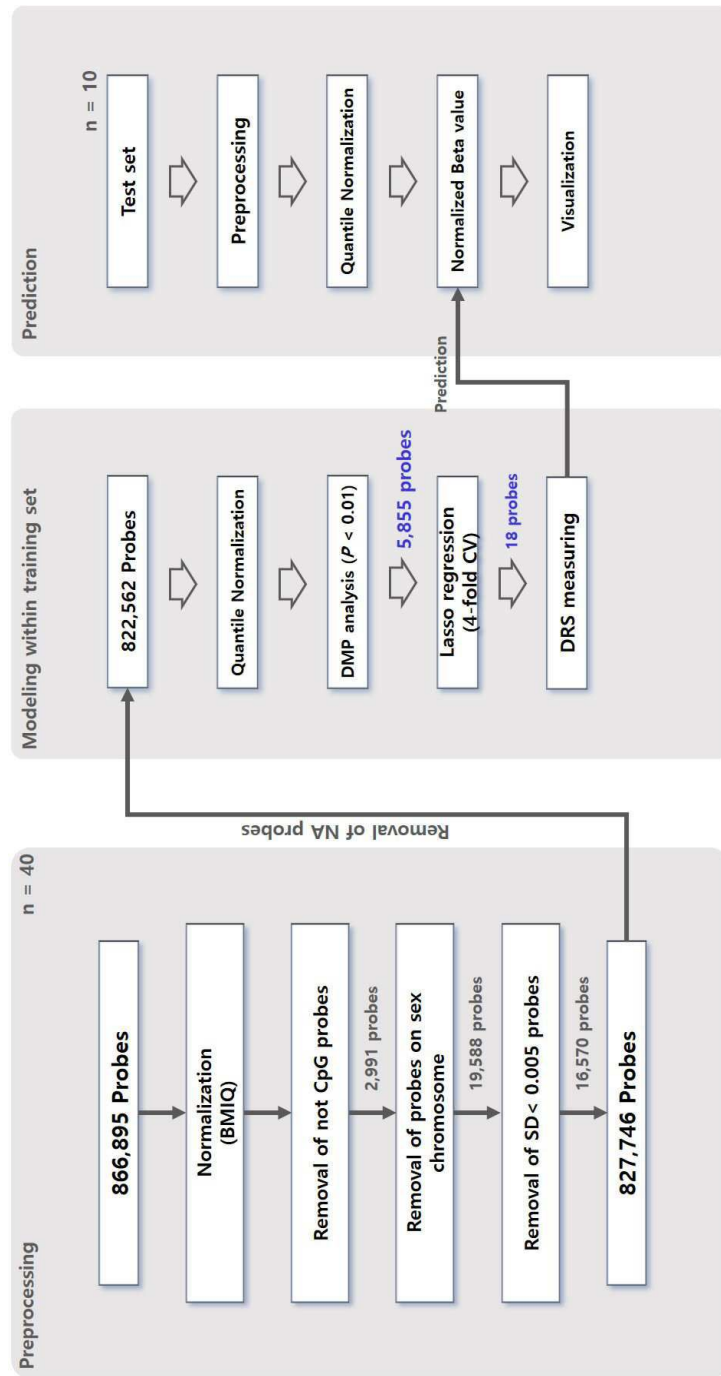 Preprocessing
n = 40
866,895 Probes
Normalization
(BMIQ)
Removal of not CpG probes
2,991 probes
Removal of probes on sex
chromosome
19,588 probes
Removal of SD< 0.005 probes
16,570 probes
827,746 Probes
Removal of NA probes
Modeling within training set
822,562 Probes
Quantile Normalization
DMP analysis (P < 0.01)
5,855 probes
Lasso regression
(4-fold CV)
18 probes
DRS measuring
Prediction
Prediction
n = 10
Test set
Preprocessing
Quantile Normalization
Normalized Beta value
Visualization